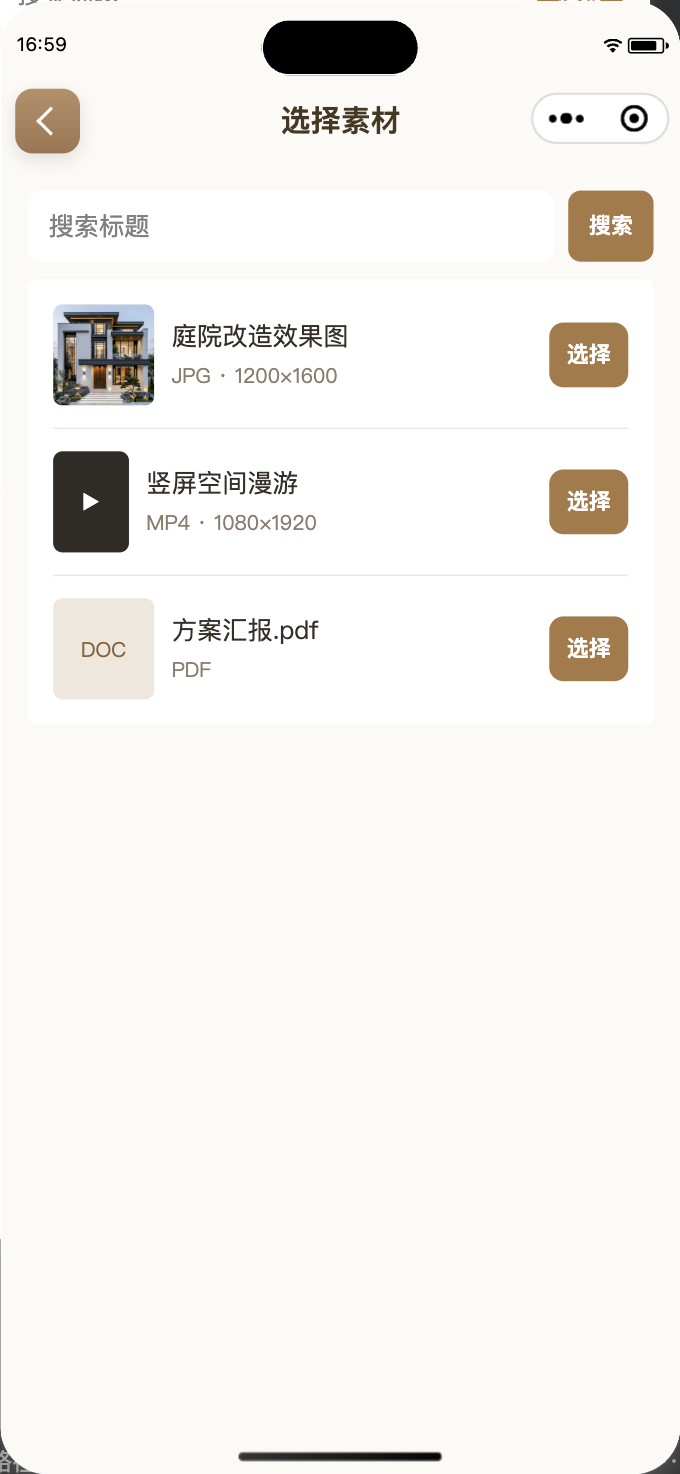 16:59
选择素材
搜索标题
搜索
庭院改造效果图
JPG · 1200×1600
选择
竖屏空间漫游
MP4 · 1080×1920
选择
DOC
方案汇报.pdf
PDF
选择